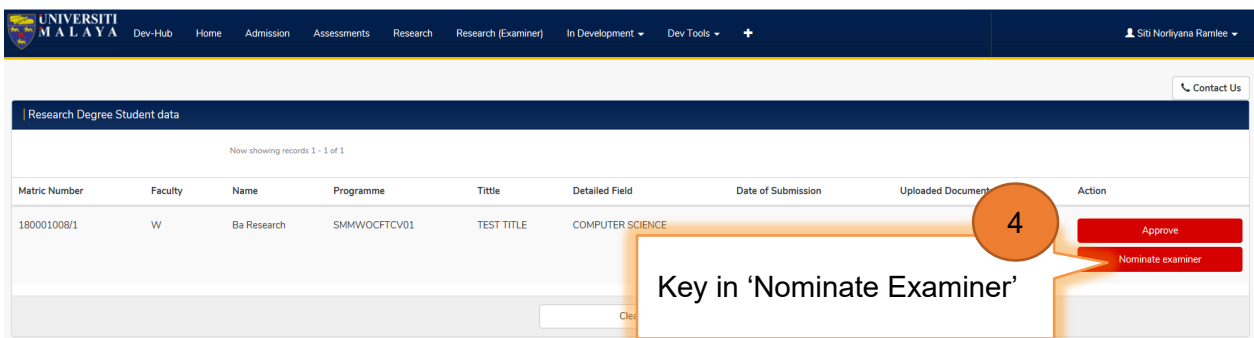 UNIVERSITI
MALAYA
Dev-Hub Home Admission Assessments Research Research (Examiner) In Development Dev Tools Siti Norliyana Ramlee
Contact Us
Research Degree Student data
Now showing records 1 - 1 of 1
Matric Number Faculty Name Programme Tittle Detailed Field Date of Submission Uploaded Document Action
180001008/1 W Ba Research SMMWOCFTCV01 TEST TITLE COMPUTER SCIENCE Approve
Nominate examiner
4
Key in ‘Nominate Examiner’